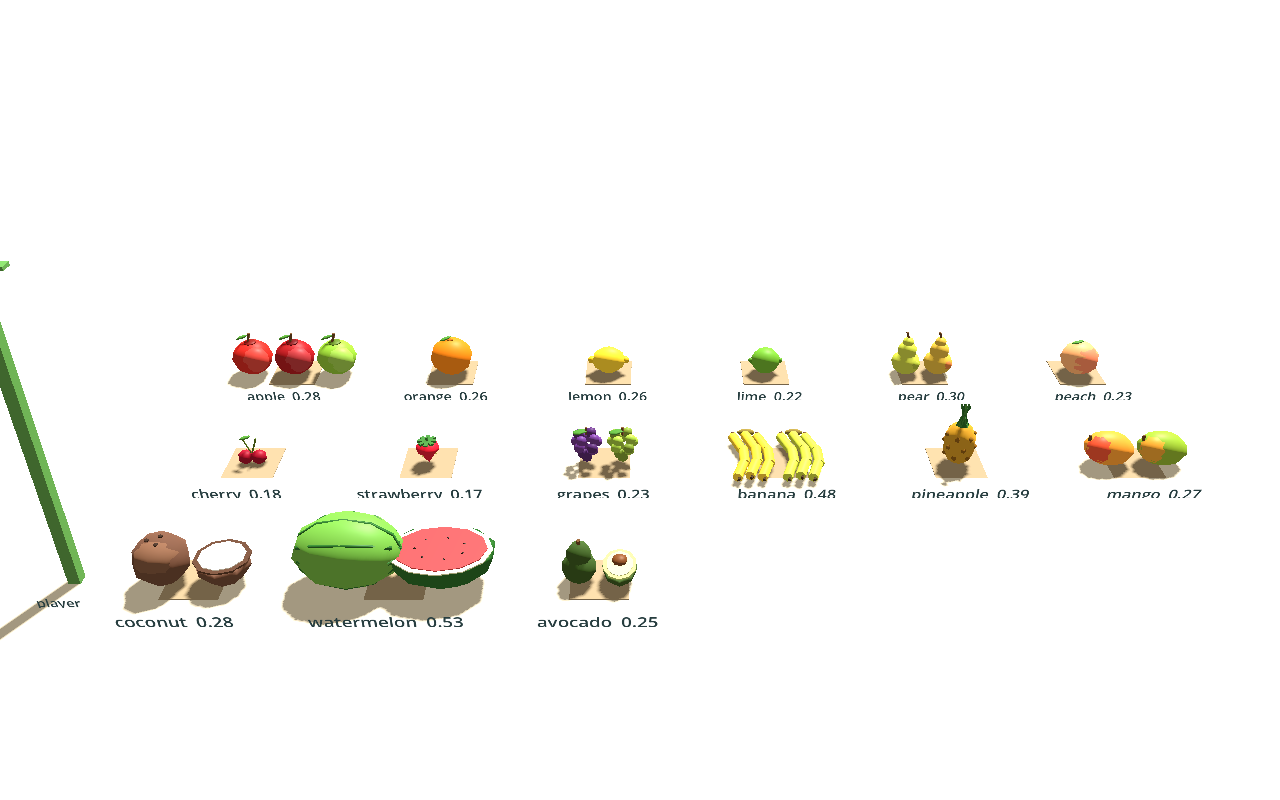 apple 0.28
orange 0.26
lemon 0.26
lime 0.22
pear 0.30
peach 0.23
cherry 0.18
strawberry 0.17
grapes 0.23
banana 0.48
pineapple 0.39
mango 0.27
player
coconut 0.28
watermelon 0.53
avocado 0.25